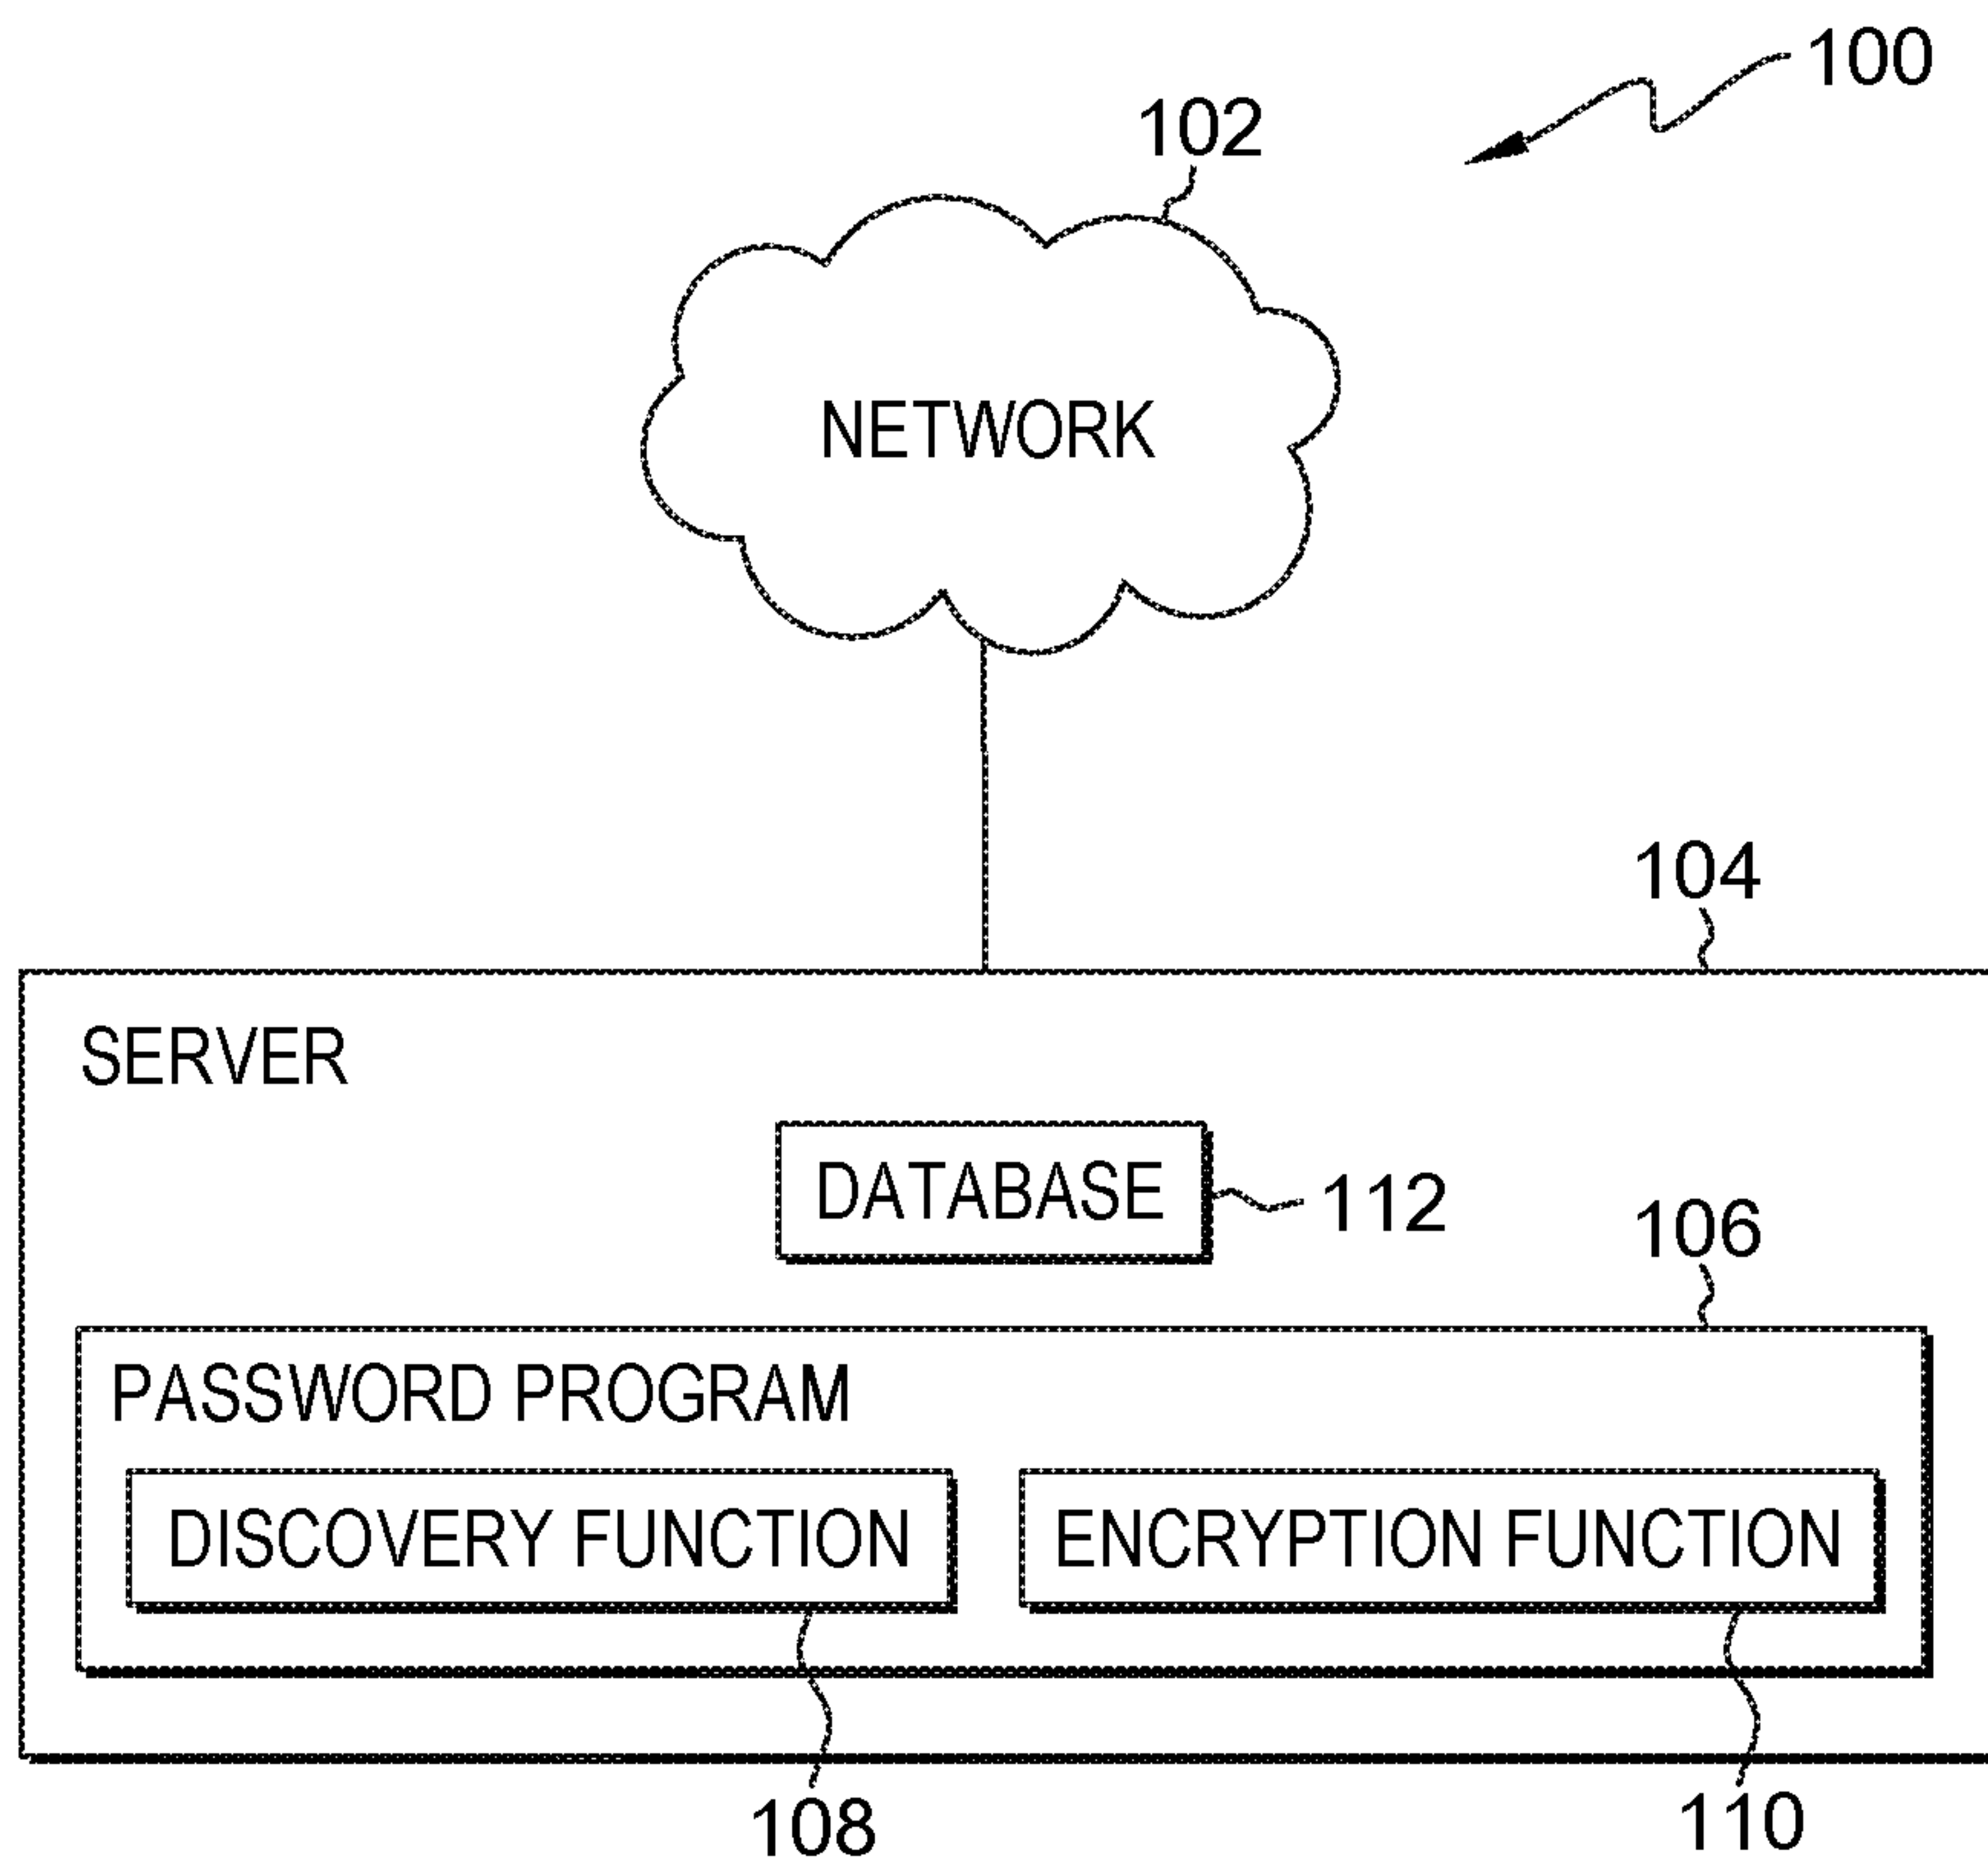 100
102
NETWORK
104
SERVER
DATABASE
112
106
PASSWORD PROGRAM
DISCOVERY FUNCTION
ENCRYPTION FUNCTION
108
110